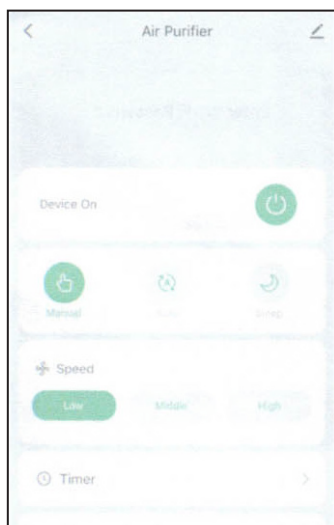 Air Purifier
Device On
Manual
Auto
Sleep
Speed
Low
Middle
High
Timer